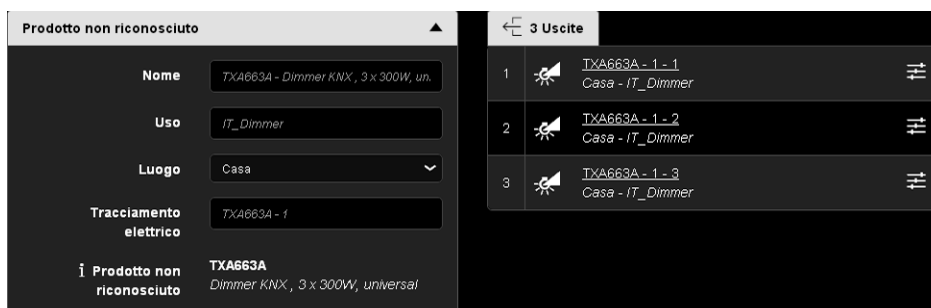 Prodotto non riconosciuto
Nome
TXA663A - Dimmer KNX , 3 x 300W, un.
Uso
IT_Dimmer
Luogo
Casa
Tracciamento
elettrico
TXA663A - 1
i Prodotto non
riconosciuto
TXA663A
Dimmer KNX , 3 x 300W, universal
3 Uscite
1
TXA663A - 1 - 1
Casa - IT_Dimmer
2
TXA663A - 1 - 2
Casa - IT_Dimmer
3
TXA663A - 1 - 3
Casa - IT_Dimmer